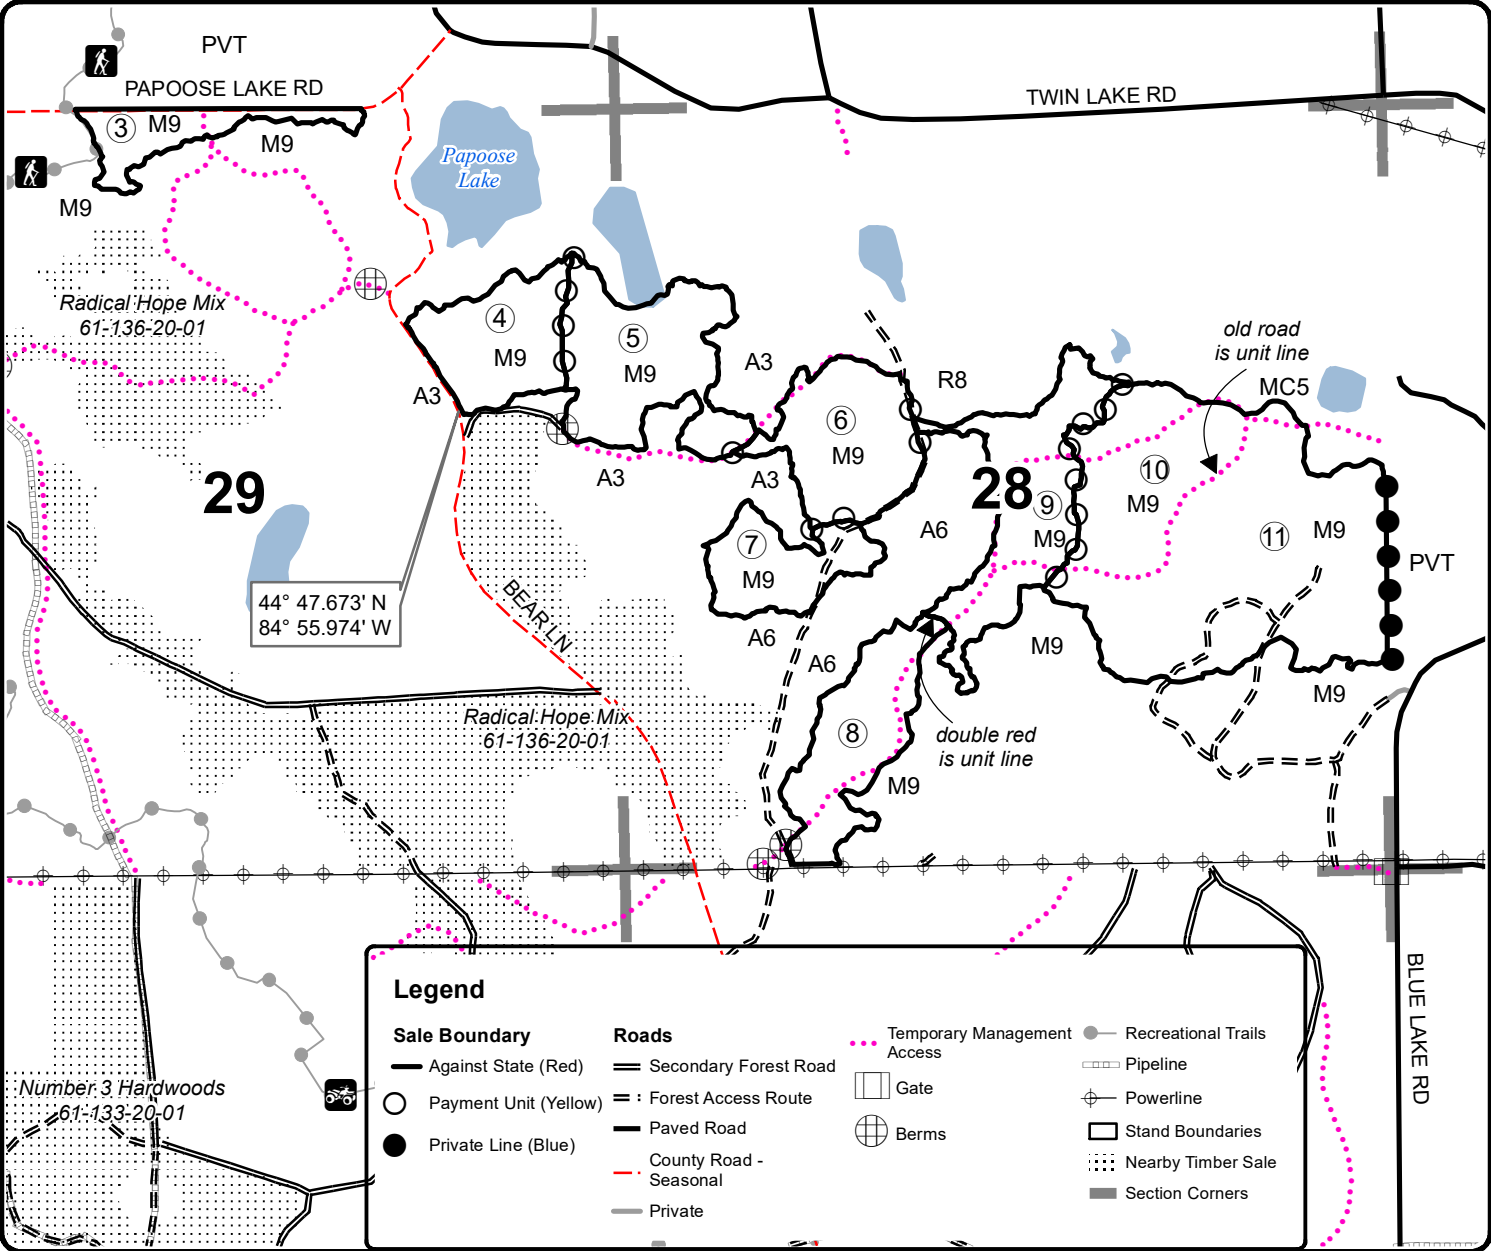 PVT
PAPOOSE LAKE RD
3
M9
M9
M9
Papoose
Lake
TWIN LAKE RD
Radical Hope Mix
61-136-20-01
4
M9
5
M9
A3
A3
A3
A3
R8
old road
is unit line
MC5
6
M9
29
28
9
M9
10
M9
11
M9
PVT
A6
7
M9
A6
A6
44° 47.673' N
84° 55.974' W
BEAR LN
M9
M9
Radical Hope Mix
61-136-20-01
8
double red
is unit line
M9
BLUE LAKE RD
Number 3 Hardwoods
61-133-20-01
Legend
Sale Boundary
Against State (Red)
Payment Unit (Yellow)
Private Line (Blue)
Roads
Secondary Forest Road
Forest Access Route
Paved Road
County Road -
Seasonal
Private
Temporary Management
Access
Gate
Berms
Recreational Trails
Pipeline
Powerline
Stand Boundaries
Nearby Timber Sale
Section Corners